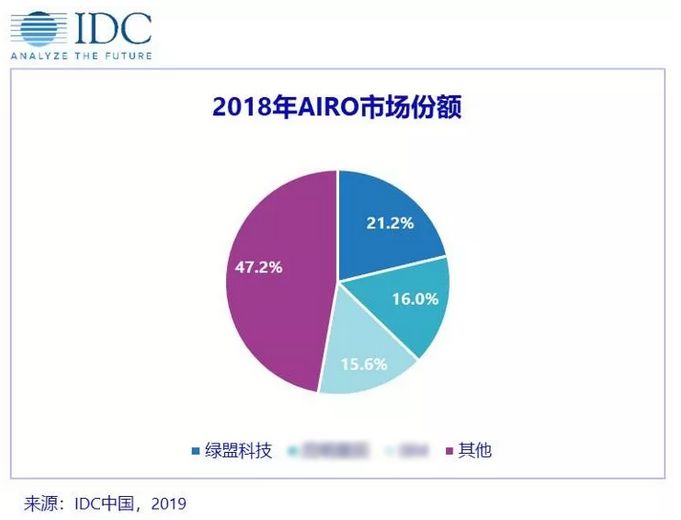 IDC
ANALYZE THE FUTURE
2018年AIRO市场份额
21.2%
47.2%
16.0%
15.6%
绿盟科技
其他
来源：IDC中国，2019